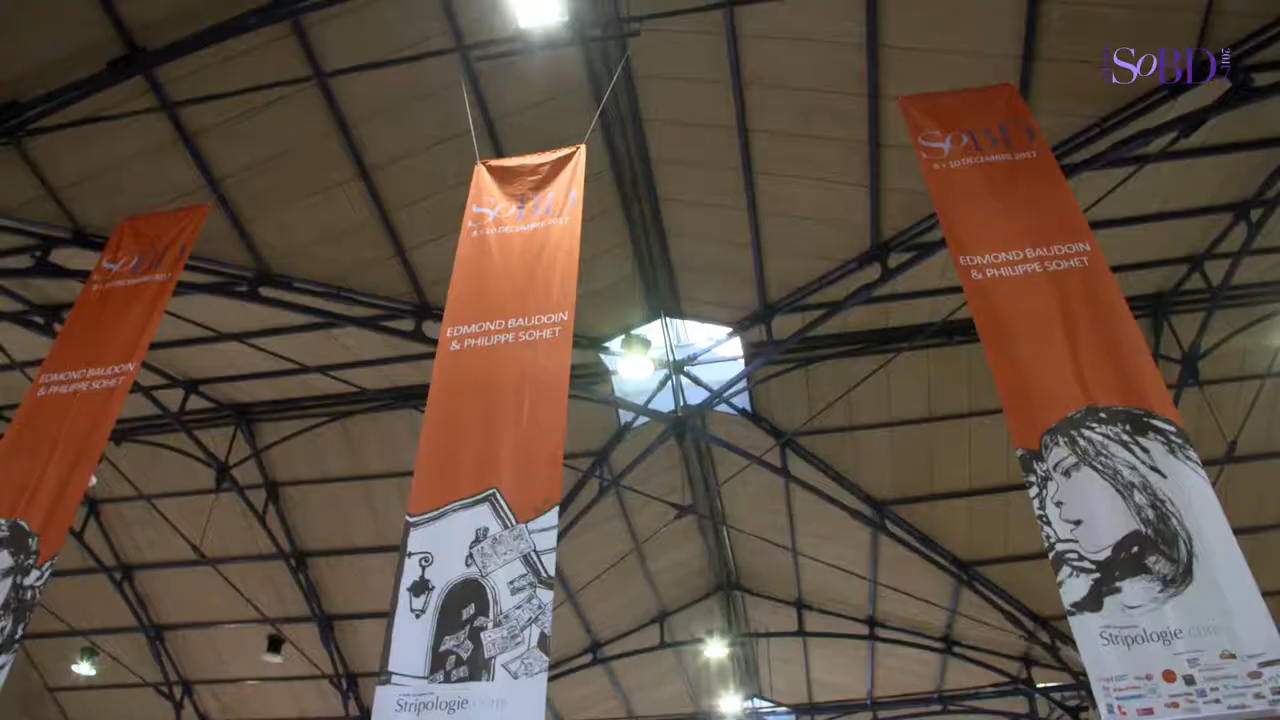 SoBD 2017
SoBD
EDMOND BAUDOIN
& PHILIPPE SOHET
SoBD
8 > 10 DÉCEMBRE 2017
EDMOND BAUDOIN
& PHILIPPE SOHET
Stripologie.com
SoBD
8 > 10 DÉCEMBRE 2017
EDMOND BAUDOIN
& PHILIPPE SOHET
Stripologie.com